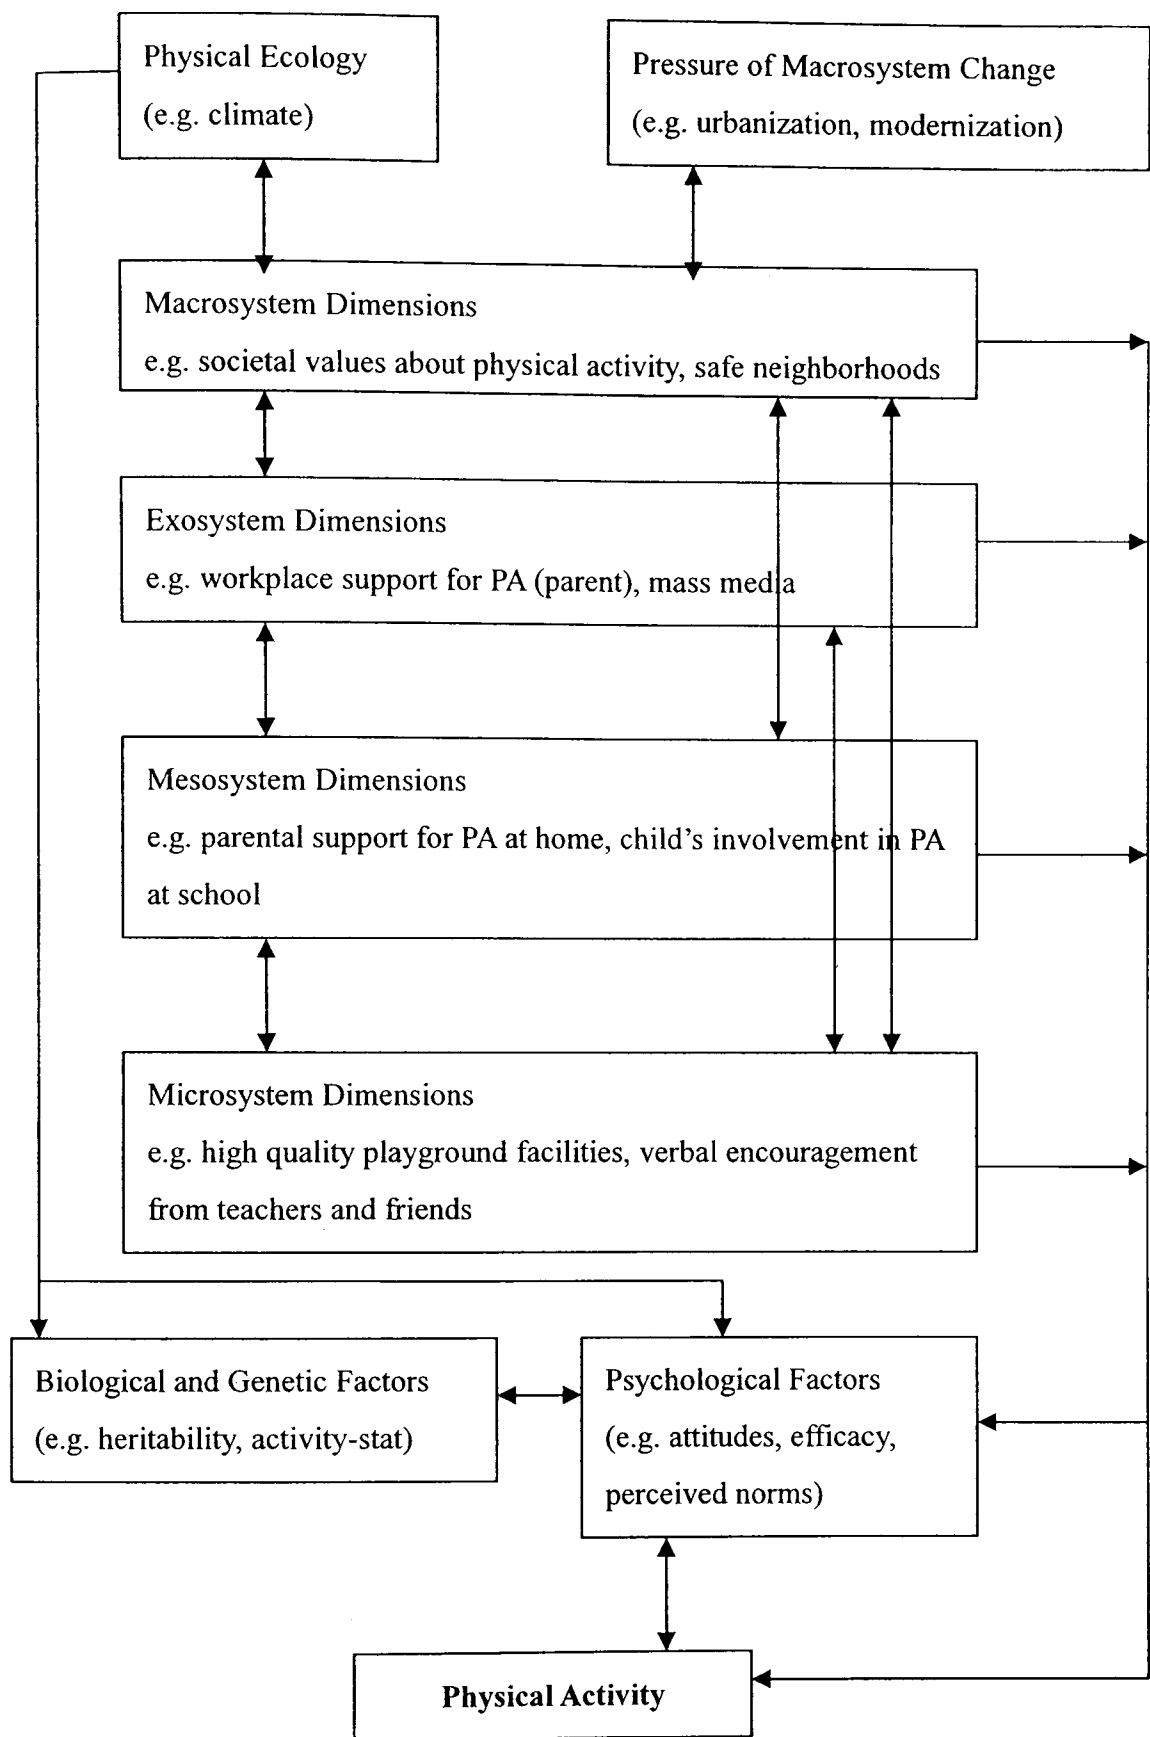 Physical Ecology
(e.g. climate)
Pressure of Macrosystem Change
(e.g. urbanization, modernization)
Macrosystem Dimensions
e.g. societal values about physical activity, safe neighborhoods
Exosystem Dimensions
e.g. workplace support for PA (parent), mass media
Mesosystem Dimensions
e.g. parental support for PA at home, child's involvement in PA
at school
Microsystem Dimensions
e.g. high quality playground facilities, verbal encouragement
from teachers and friends
Biological and Genetic Factors
(e.g. heritability, activity-stat)
Psychological Factors
(e.g. attitudes, efficacy,
perceived norms)
Physical Activity